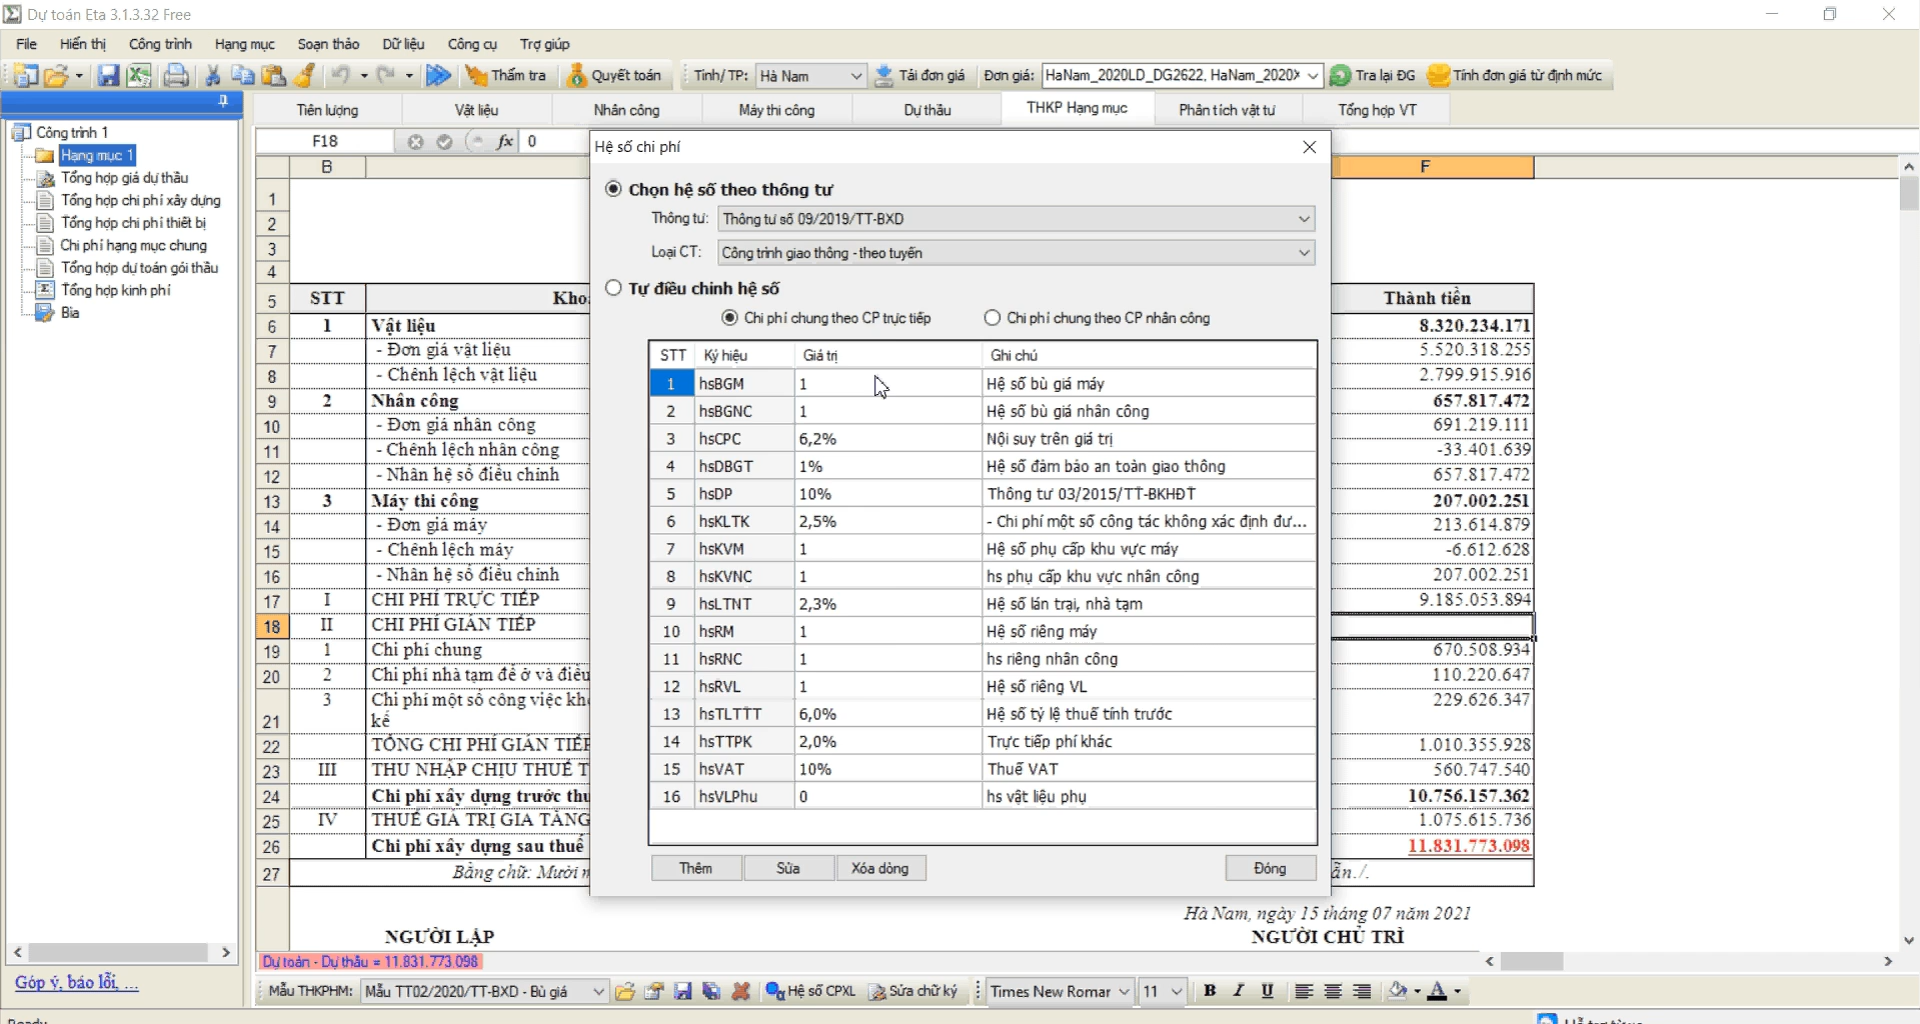 Dự toán Eta 3.1.3.32 Free
File Hiển thị Công trình Hạng mục Soạn thảo Dữ liệu Công cụ Trợ giúp
Thẩm tra Quyết toán Tỉnh/ TP: Hà Nam Tải đơn giá Đơn giá: HaNam_2020LD_DG2622, HaNam_2020X Tra lại ĐG Tính đơn giá từ định mức
Tiên lượng Vật liệu Nhân công Máy thi công Dự thầu THKP Hạng mục Phân tích vật tư Tổng hợp VT
F18 fx 0
Công trình 1
Hạng mục 1
Tổng hợp giá dự thầu
Tổng hợp chi phí xây dựng
Tổng hợp chi phí thiết bị
Chi phí hạng mục chung
Tổng hợp dự toán gói thầu
Tổng hợp kinh phí
Bìa
Góp ý, báo lỗi, ...
B F
1
2
3
4
5 STT Thành tiền
6 1 Vật liệu 8.320.234.171
7 - Đơn giá vật liệu 5.520.318.255
8 - Chênh lệch vật liệu 2.799.915.916
9 2 Nhân công 657.817.472
10 - Đơn giá nhân công 691.219.111
11 - Chênh lệch nhân công -33.401.639
12 - Nhân hệ số điều chỉnh 657.817.472
13 3 Máy thi công 207.002.251
14 - Đơn giá máy 213.614.879
15 - Chênh lệch máy -6.612.628
16 - Nhân hệ số điều chỉnh 207.002.251
17 I CHI PHÍ TRỰC TIẾP 9.185.053.894
18 II CHI PHÍ GIÁN TIẾP
19 1 Chi phí chung 670.508.934
20 2 Chi phí nhà tạm để ở và điều 110.220.647
21 3 Chi phí một số công việc
kế 229.626.347
22 TỔNG CHI PHÍ GIÁN TIẾP 1.010.355.928
23 III THU NHẬP CHỊU THUẾ T 560.747.540
24 Chi phí xây dựng trước thu 10.756.157.362
25 IV THUẾ GIÁ TRỊ GIA TĂNG 1.075.615.736
26 Chi phí xây dựng sau thuế 11.831.773.098
27 Bằng chữ: Mười ẵn./.
Hà Nam, ngày 15 tháng 07 năm 2021
NGƯỜI LẬP NGƯỜI CHỦ TRÌ
Dự toán - Dự thầu = 11.831.773.098
Hệ số chi phí
Chọn hệ số theo thông tư
Thông tư: Thông tư số 09/2019/TT-BXD
Loại CT: Công trình giao thông - theo tuyến
Tự điều chỉnh hệ số
Chi phí chung theo CP trực tiếp Chi phí chung theo CP nhân công
STT Ký hiệu Giá trị Ghi chú
1 hsBGM 1 Hệ số bù giá máy
2 hsBGNC 1 Hệ số bù giá nhân công
3 hsCPC 6,2% Nội suy trên giá trị
4 hsDBGT 1% Hệ số đảm bảo an toàn giao thông
5 hsDP 10% Thông tư 03/2015/TT-BKHĐT
6 hsKLTK 2,5% - Chi phí một số công tác không xác định đư...
7 hsKVM 1 Hệ số phụ cấp khu vực máy
8 hsKVNC 1 hs phụ cấp khu vực nhân công
9 hsLTNT 2,3% Hệ số lán trại, nhà tạm
10 hsRM 1 Hệ số riêng máy
11 hsRNC 1 hs riêng nhân công
12 hsRVL 1 Hệ số riêng VL
13 hsTLTTT 6,0% Hệ số tỷ lệ thuế tính trước
14 hsTTPK 2,0% Trực tiếp phí khác
15 hsVAT 10% Thuế VAT
16 hsVLPhu 0 hs vật liệu phụ
Thêm Sửa Xóa dòng Đóng
Mẫu THKPHM: Mẫu TT02/2020/TT-BXD - Bù giá Hệ số CPXL Sửa chữ ký Times New Romar 11 B I U A